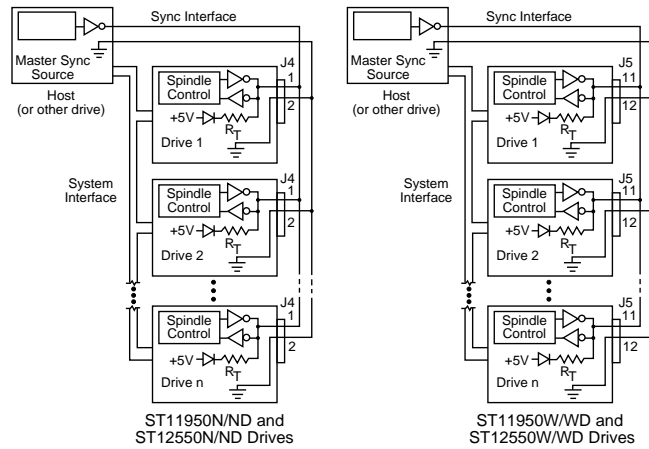 Sync Interface
Master Sync
Source
Host
(or other drive)
System
Interface
J4
1
2
Spindle
Control
+5V
RT
Drive 1
J4
1
2
Spindle
Control
+5V
RT
Drive 2
J4
1
2
Spindle
Control
+5V
RT
Drive n
ST11950N/ND and
ST12550N/ND Drives
Sync Interface
Master Sync
Source
Host
(or other drive)
System
Interface
J5
11
12
Spindle
Control
+5V
RT
Drive 1
J5
11
12
Spindle
Control
+5V
RT
Drive 2
J5
11
12
Spindle
Control
+5V
RT
Drive n
ST11950W/WD and
ST12550W/WD Drives